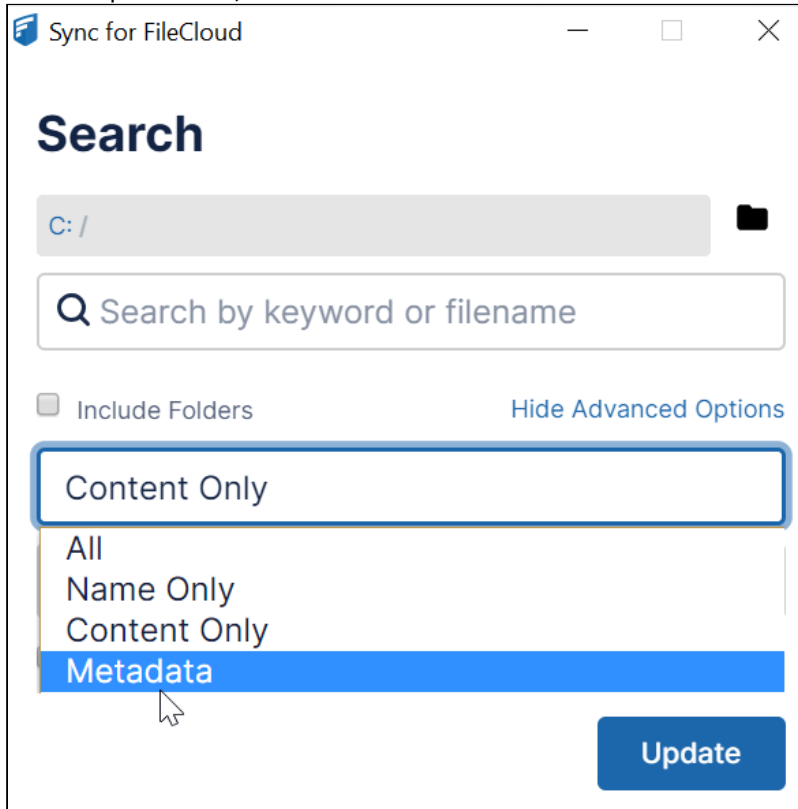 Sync for FileCloud
Search
C: /
Search by keyword or filename
Include Folders Hide Advanced Options
Content Only
All
Name Only
Content Only
Metadata
Update